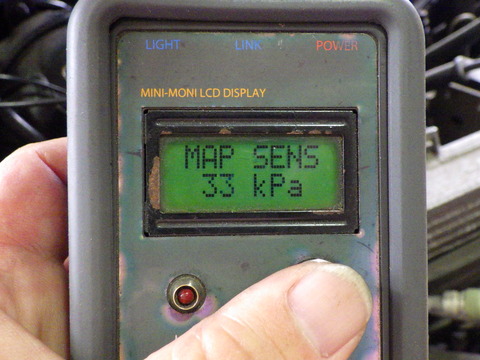 LIGHT LINK POWER
MINI-MONI LCD DISPLAY
MAP SENS
33 kPa